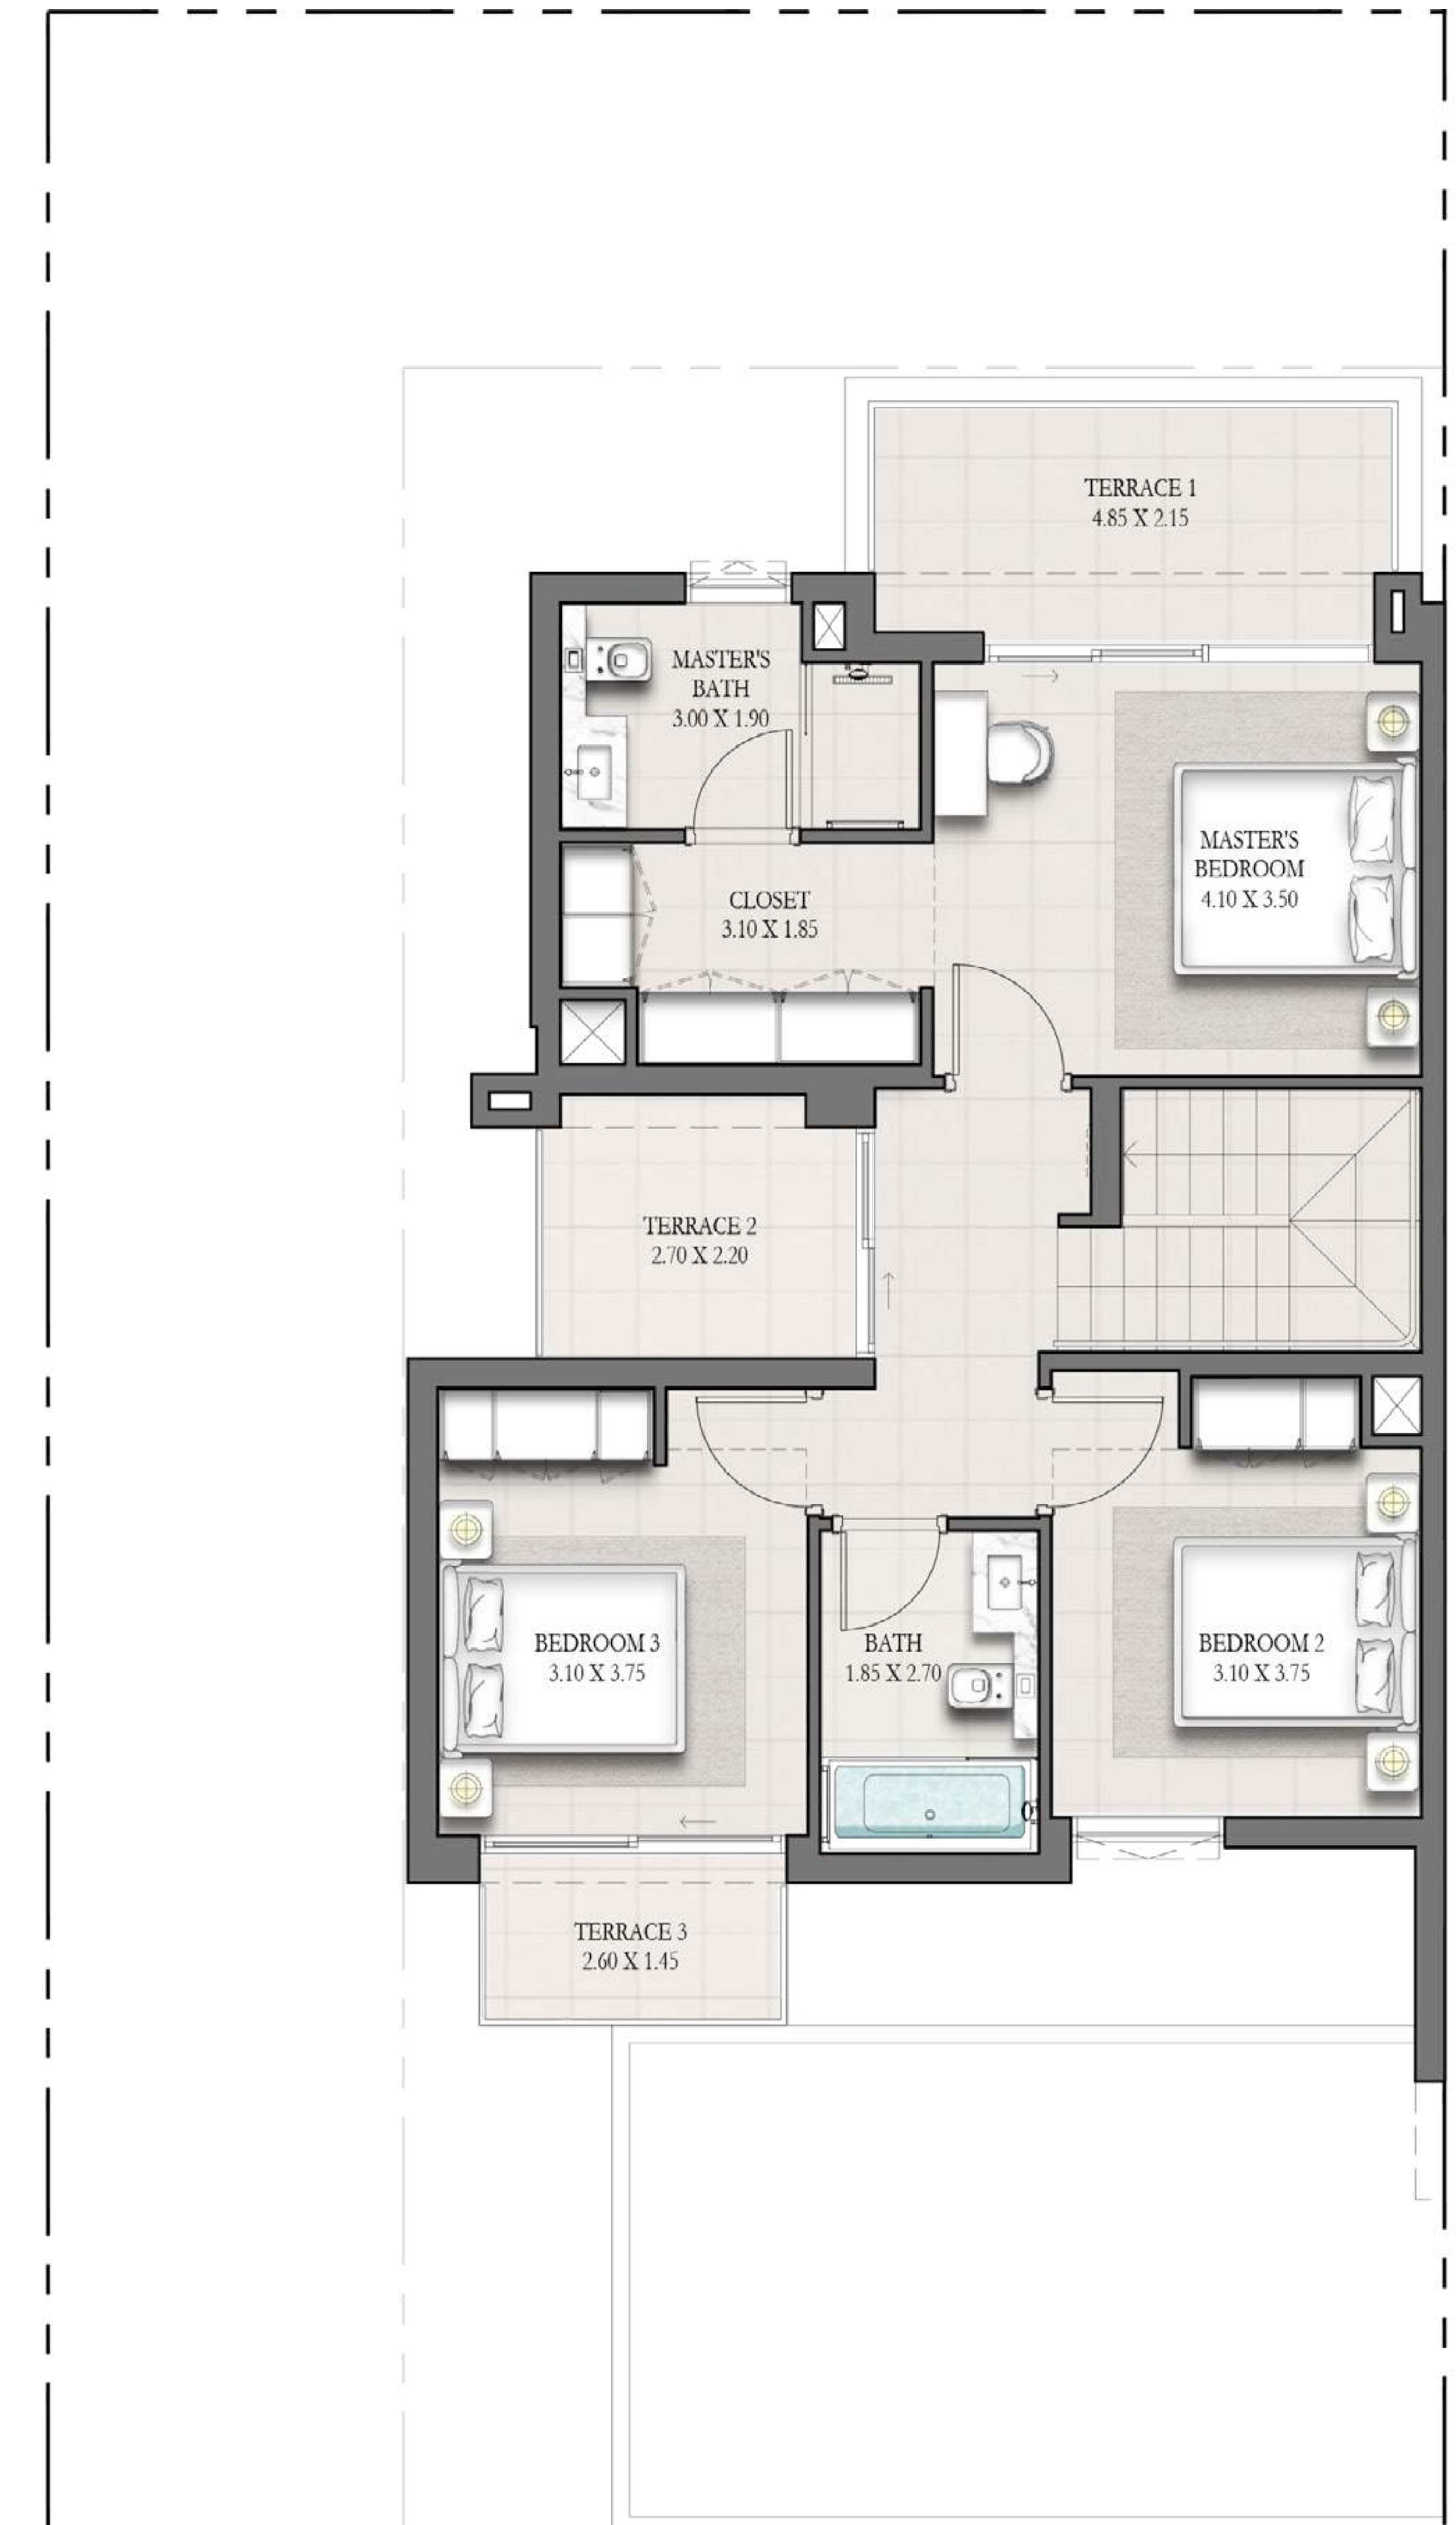 TERRACE 1
4.85 X 2.15
MASTER'S
BATH
3.00 X 1.90
MASTER'S
BEDROOM
4.10 X 3.50
CLOSET
3.10 X 1.85
TERRACE 2
2.70 X 2.20
BEDROOM 3
3.10 X 3.75
BATH
1.85 X 2.70
BEDROOM 2
3.10 X 3.75
TERRACE 3
2.60 X 1.45